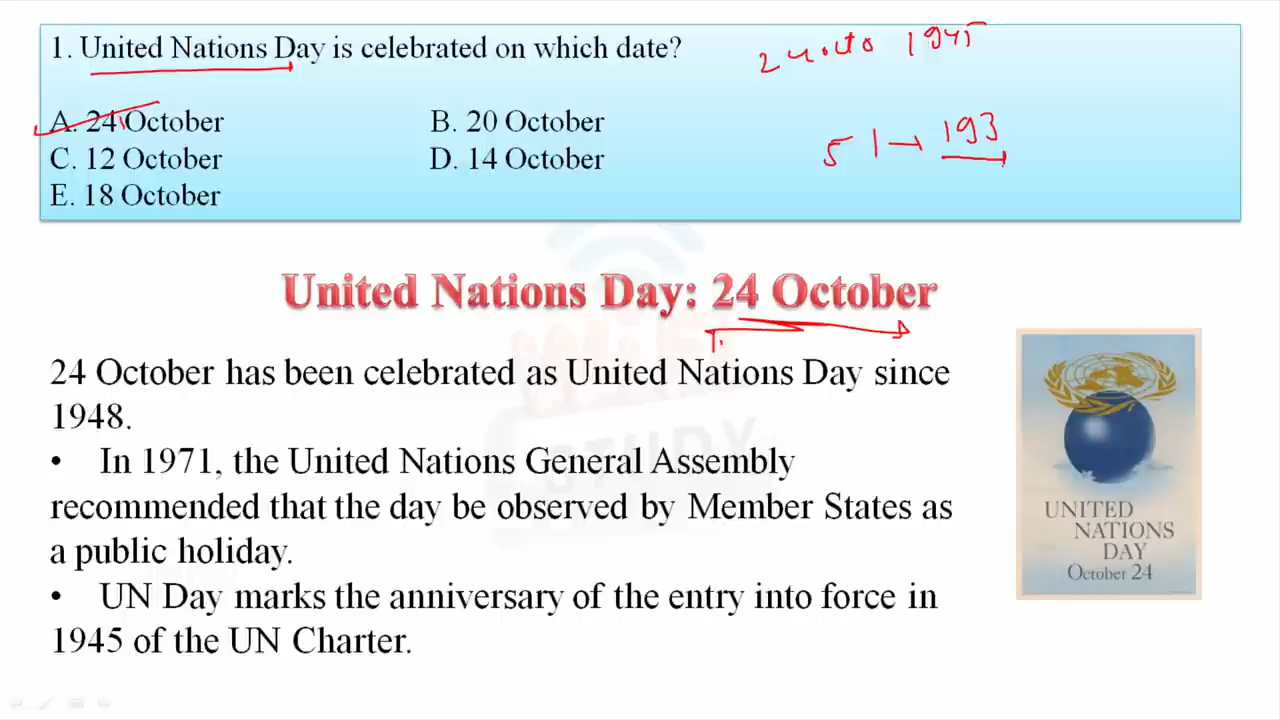 1. United Nations Day is celebrated on which date?
24 octo 1945
A. 24 October
B. 20 October
51 → 193
C. 12 October
D. 14 October
E. 18 October
United Nations Day: 24 October
24 October has been celebrated as United Nations Day since
1948.
• In 1971, the United Nations General Assembly
recommended that the day be observed by Member States as
a public holiday.
• UN Day marks the anniversary of the entry into force in
1945 of the UN Charter.
UNITED
NATIONS
DAY
October 24
STUDY